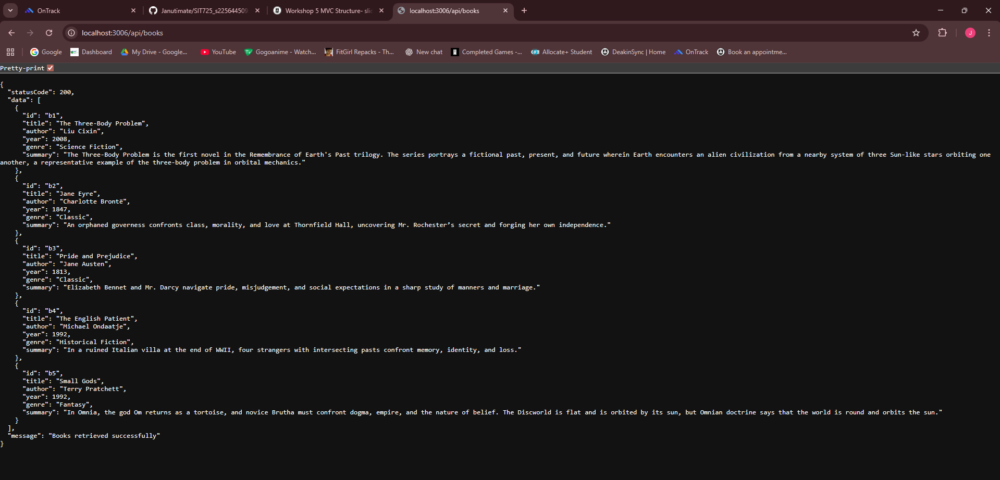 OnTrack
Janutimate/SIT725_s225644509
Workshop 5 MVC Structure- slid
localhost:3006/api/books
localhost:3006/api/books
J
Google
Dashboard
My Drive - Google...
YouTube
Gogoanime - Watch...
FitGirl Repacks - Th...
New chat
Completed Games -...
Allocate+ Student
DeakinSync | Home
OnTrack
Book an appointme...
Pretty-print
{
"statusCode": 200,
"data": [
{
"id": "b1",
"title": "The Three-Body Problem",
"author": "Liu Cixin",
"year": 2008,
"genre": "Science Fiction",
"summary": "The Three-Body Problem is the first novel in the Remembrance of Earth's Past trilogy. The series portrays a fictional past, present, and future wherein Earth encounters an alien civilization from a nearby system of three Sun-like stars orbiting one
another, a representative example of the three-body problem in orbital mechanics."
},
{
"id": "b2",
"title": "Jane Eyre",
"author": "Charlotte Brontë",
"year": 1847,
"genre": "Classic",
"summary": "An orphaned governess confronts class, morality, and love at Thornfield Hall, uncovering Mr. Rochester’s secret and forging her own independence."
},
{
"id": "b3",
"title": "Pride and Prejudice",
"author": "Jane Austen",
"year": 1813,
"genre": "Classic",
"summary": "Elizabeth Bennet and Mr. Darcy navigate pride, misjudgement, and social expectations in a sharp study of manners and marriage."
},
{
"id": "b4",
"title": "The English Patient",
"author": "Michael Ondaatje",
"year": 1992,
"genre": "Historical Fiction",
"summary": "In a ruined Italian villa at the end of WWII, four strangers with intersecting pasts confront memory, identity, and loss."
},
{
"id": "b5",
"title": "Small Gods",
"author": "Terry Pratchett",
"year": 1992,
"genre": "Fantasy",
"summary": "In Omnia, the god Om returns as a tortoise, and novice Brutha must confront dogma, empire, and the nature of belief. The Discworld is flat and is orbited by its sun, but Omnian doctrine says that the world is round and orbits the sun."
}
],
"message": "Books retrieved successfully"
}